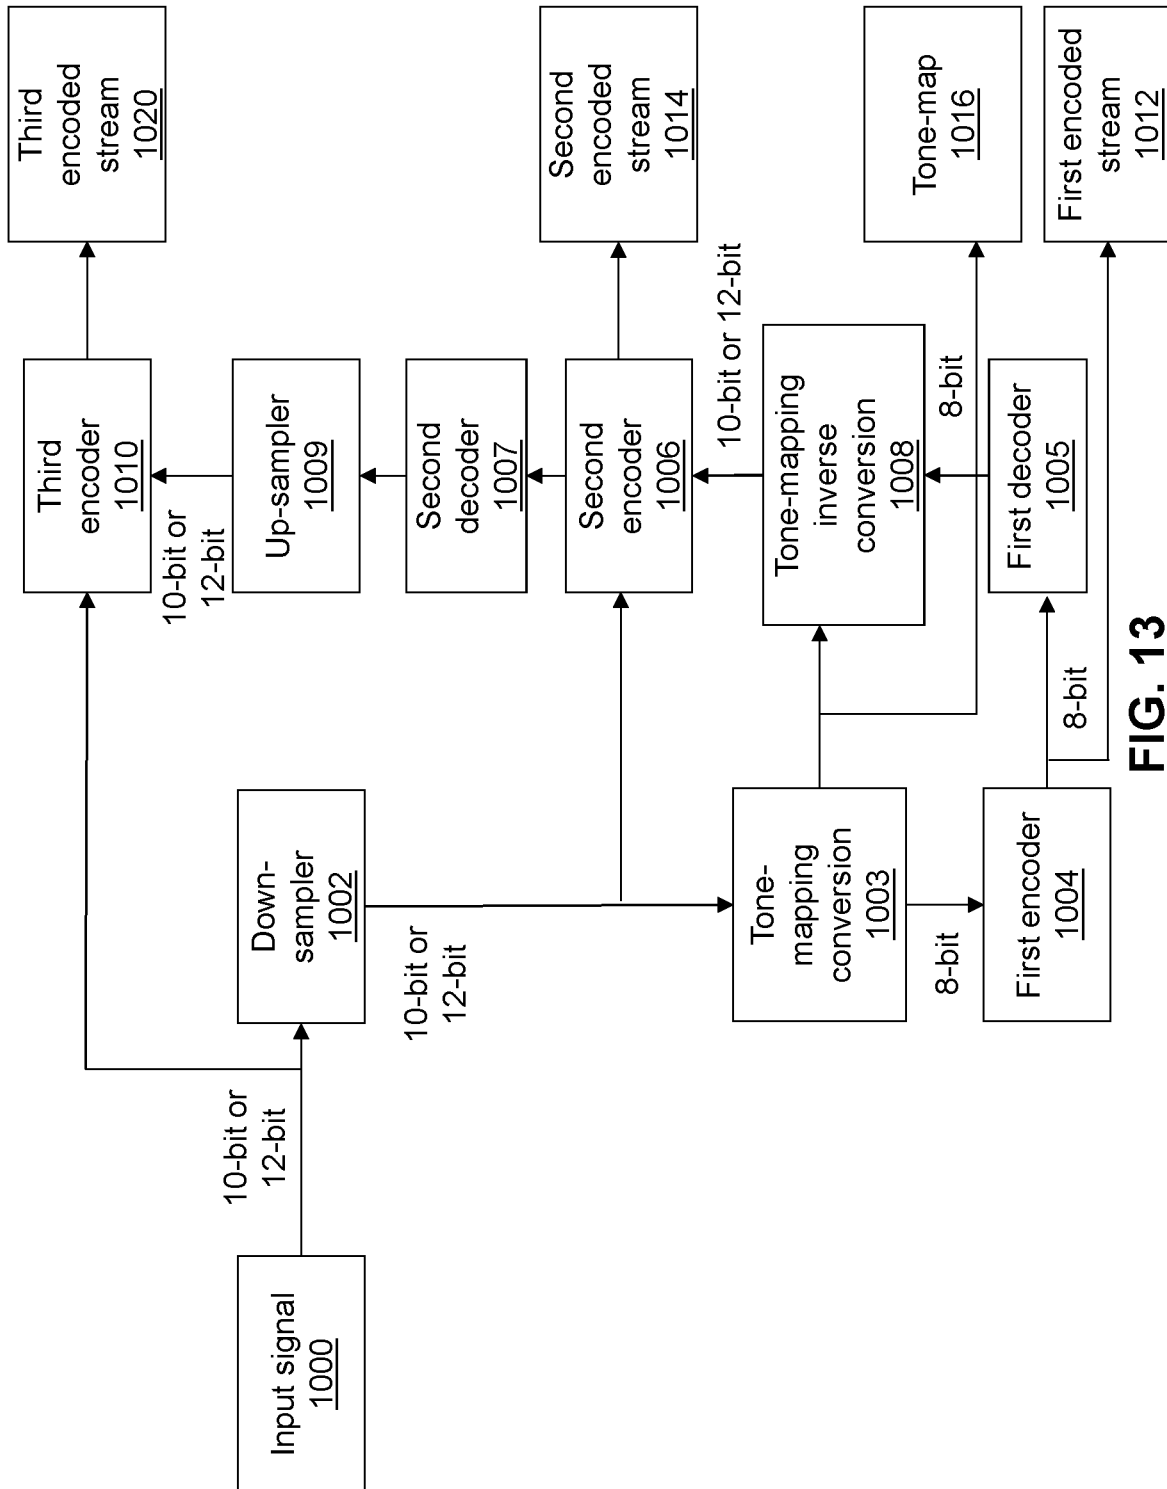 Third
encoded
stream
1020
Second
encoded
stream
1014
Tone-map
1016
First encoded
stream
1012
Third
encoder
1010
10-bit or
12-bit
Up-sampler
1009
Second
decoder
1007
Second
encoder
1006
10-bit or 12-bit
Tone-mapping
inverse
conversion
1008
8-bit
First decoder
1005
8-bit
Down-
sampler
1002
10-bit or
12-bit
Tone-
mapping
conversion
1003
8-bit
First encoder
1004
10-bit or
12-bit
Input signal
1000
FIG. 13